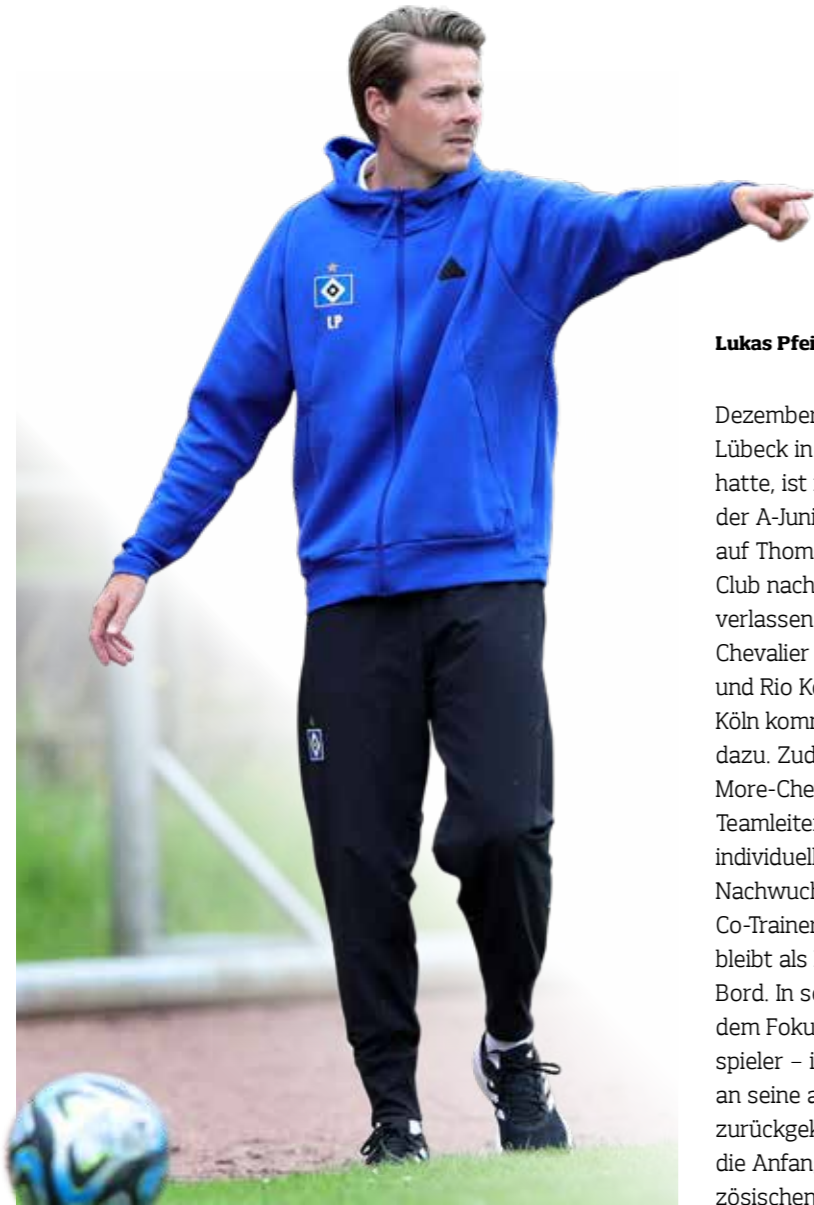 LP
Lukas Pfei
Dezember
Lübeck in
hatte, ist
der A-Juni
auf Thom
Club nach
verlassen
Chevalier
und Rio K
Köln kom
dazu. Zud
More-Che
Teamleite
individuel
Nachwuch
Co-Trainer
bleibt als
Bord. In s
dem Foku
spieler – i
an seine a
zurückgek
die Anfan
zösischen